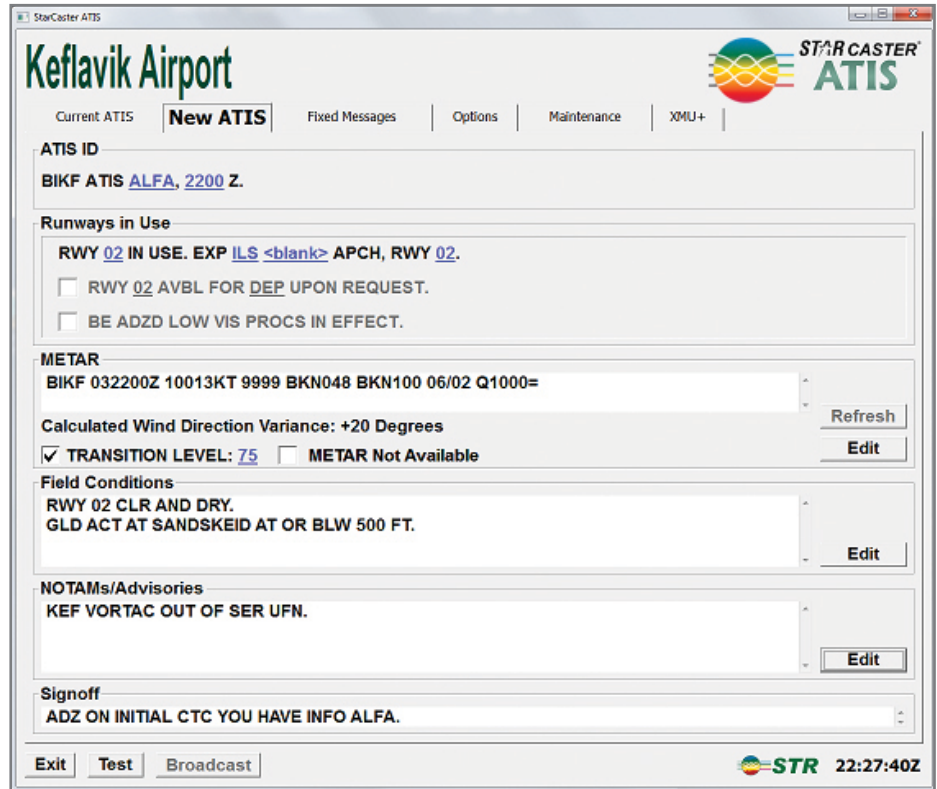 StarCaster ATIS
Keflavik Airport
STAR CASTER®
ATIS
Current ATIS New ATIS Fixed Messages Options Maintenance XMU+
ATIS ID
BIKF ATIS ALFA, 2200 Z.
Runways in Use
RWY 02 IN USE. EXP ILS <blank> APCH, RWY 02.
RWY 02 AVBL FOR DEP UPON REQUEST.
BE ADZD LOW VIS PROCS IN EFFECT.
METAR
BIKF 032200Z 10013KT 9999 BKN048 BKN100 06/02 Q1000=
Refresh
Calculated Wind Direction Variance: +20 Degrees
Edit
TRANSITION LEVEL: 75 METAR Not Available
Field Conditions
RWY 02 CLR AND DRY.
GLD ACT AT SANDSKEID AT OR BLW 500 FT.
Edit
NOTAMs/Advisories
KEF VORTAC OUT OF SER UFN.
Edit
Signoff
ADZ ON INITIAL CTC YOU HAVE INFO ALFA.
Exit Test Broadcast STR 22:27:40Z